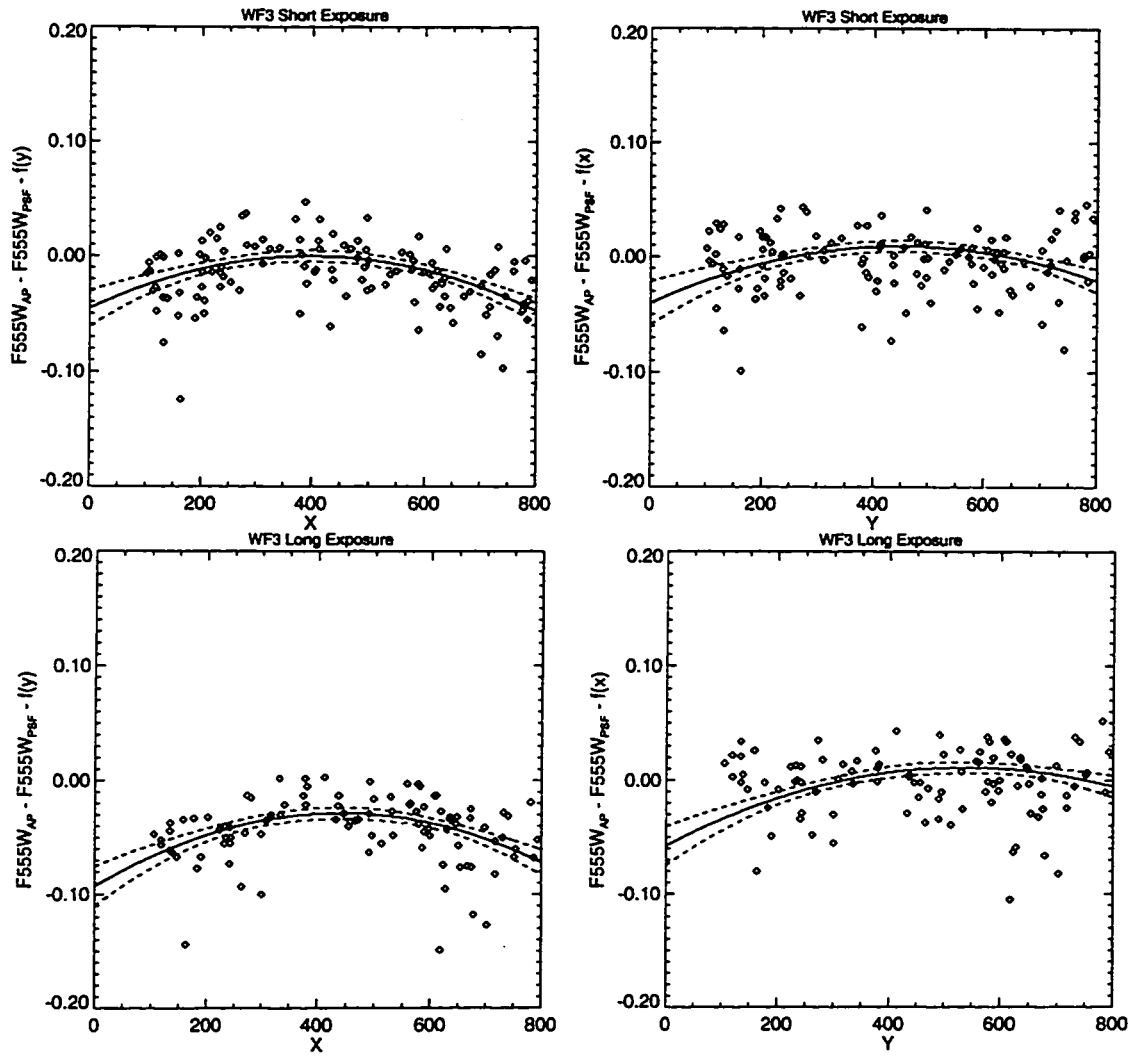 WF3 Short Exposure
0.20
0.10
0.00
-0.10
-0.20
F555W_AP - F555W_PSF - f(y)
0 200 400 600 800
X
WF3 Short Exposure
0.20
0.10
0.00
-0.10
-0.20
F555W_AP - F555W_PSF - f(x)
0 200 400 600 800
Y
WF3 Long Exposure
0.20
0.10
0.00
-0.10
-0.20
F555W_AP - F555W_PSF - f(y)
0 200 400 600 800
X
WF3 Long Exposure
0.20
0.10
0.00
-0.10
-0.20
F555W_AP - F555W_PSF - f(x)
0 200 400 600 800
Y